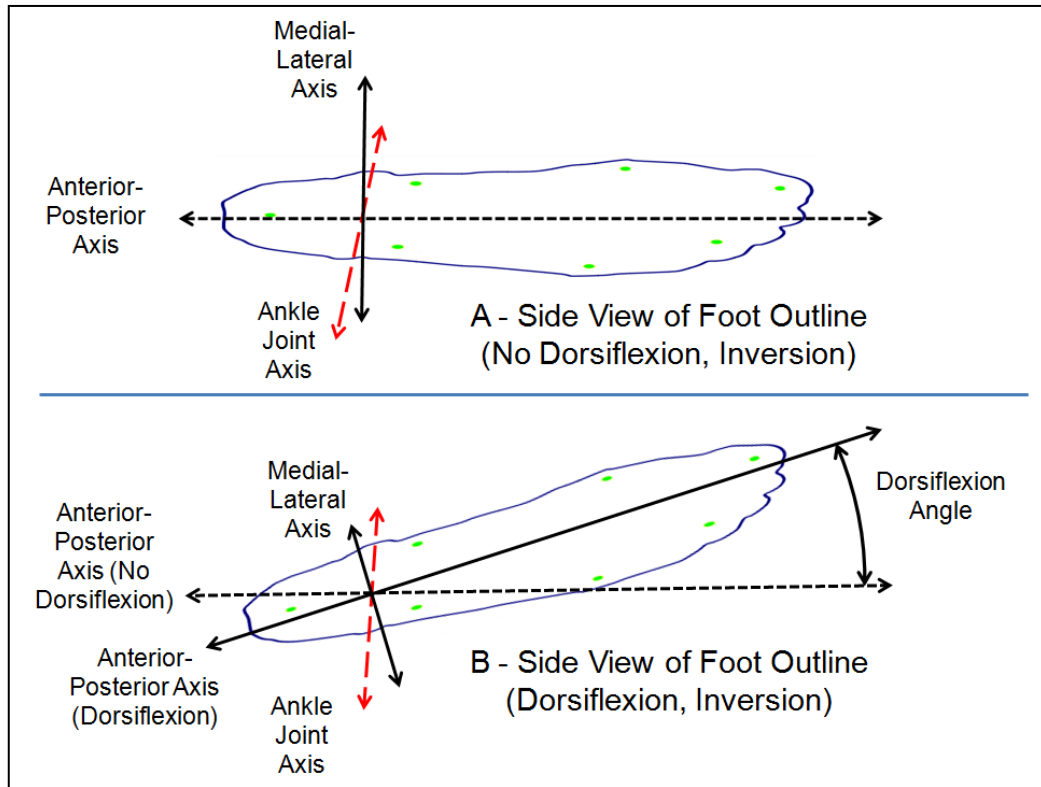 Medial-
Lateral
Axis
Anterior-
Posterior
Axis
Ankle
Joint
Axis
A - Side View of Foot Outline
(No Dorsiflexion, Inversion)
Medial-
Lateral
Axis
Dorsiflexion
Angle
Anterior-
Posterior
Axis (No
Dorsiflexion)
Anterior-
Posterior Axis
(Dorsiflexion)
Ankle
Joint
Axis
B - Side View of Foot Outline
(Dorsiflexion, Inversion)